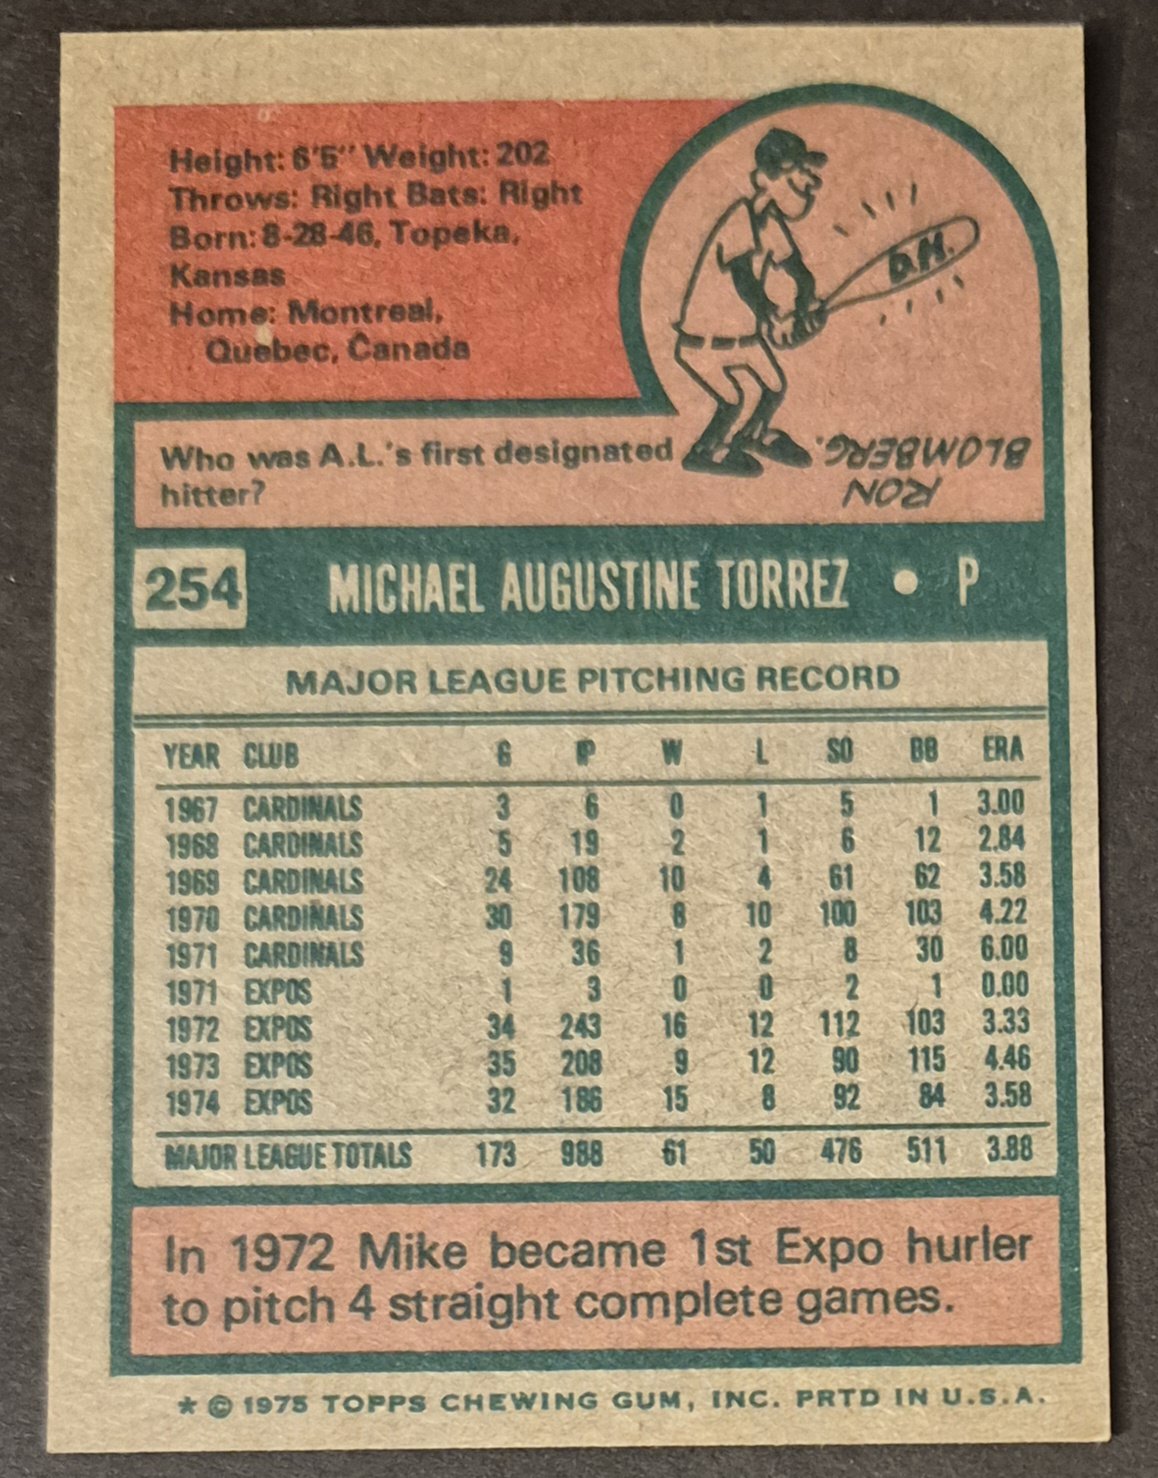 Height: 6'5" Weight: 202
Throws: Right Bats: Right
Born: 8-28-46, Topeka,
Kansas
Home: Montreal,
Quebec, Canada
D.H.
Who was A.L.'s first designated
hitter?
RON
BLOMBERG.
254 MICHAEL AUGUSTINE TORREZ • P
MAJOR LEAGUE PITCHING RECORD
YEAR CLUB G IP W L SO BB ERA
1967 CARDINALS 3 6 0 1 5 1 3.00
1968 CARDINALS 5 19 2 1 6 12 2.84
1969 CARDINALS 24 108 10 4 61 62 3.58
1970 CARDINALS 30 179 8 10 100 103 4.22
1971 CARDINALS 9 36 1 2 8 30 6.00
1971 EXPOS 1 3 0 0 2 1 0.00
1972 EXPOS 34 243 16 12 112 103 3.33
1973 EXPOS 35 208 9 12 90 115 4.46
1974 EXPOS 32 186 15 8 92 84 3.58
MAJOR LEAGUE TOTALS 173 988 61 50 476 511 3.88
In 1972 Mike became 1st Expo hurler
to pitch 4 straight complete games.
* © 1975 TOPPS CHEWING GUM, INC. PRTD IN U.S.A.